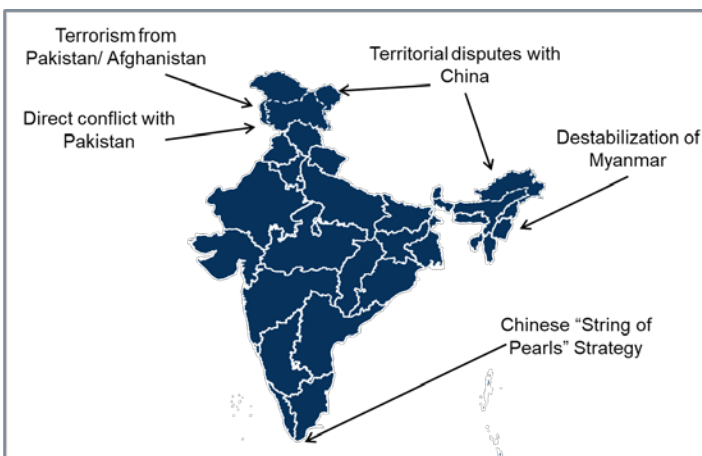 Terrorism from
Pakistan/ Afghanistan
Direct conflict with
Pakistan
Territorial disputes with
China
Destabilization of
Myanmar
Chinese “String of
Pearls” Strategy